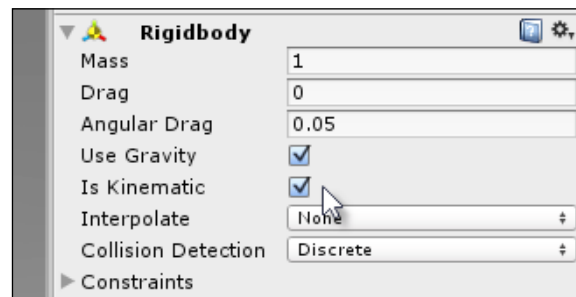 Rigidbody
Mass 1
Drag 0
Angular Drag 0.05
Use Gravity
Is Kinematic
Interpolate None
Collision Detection Discrete
Constraints